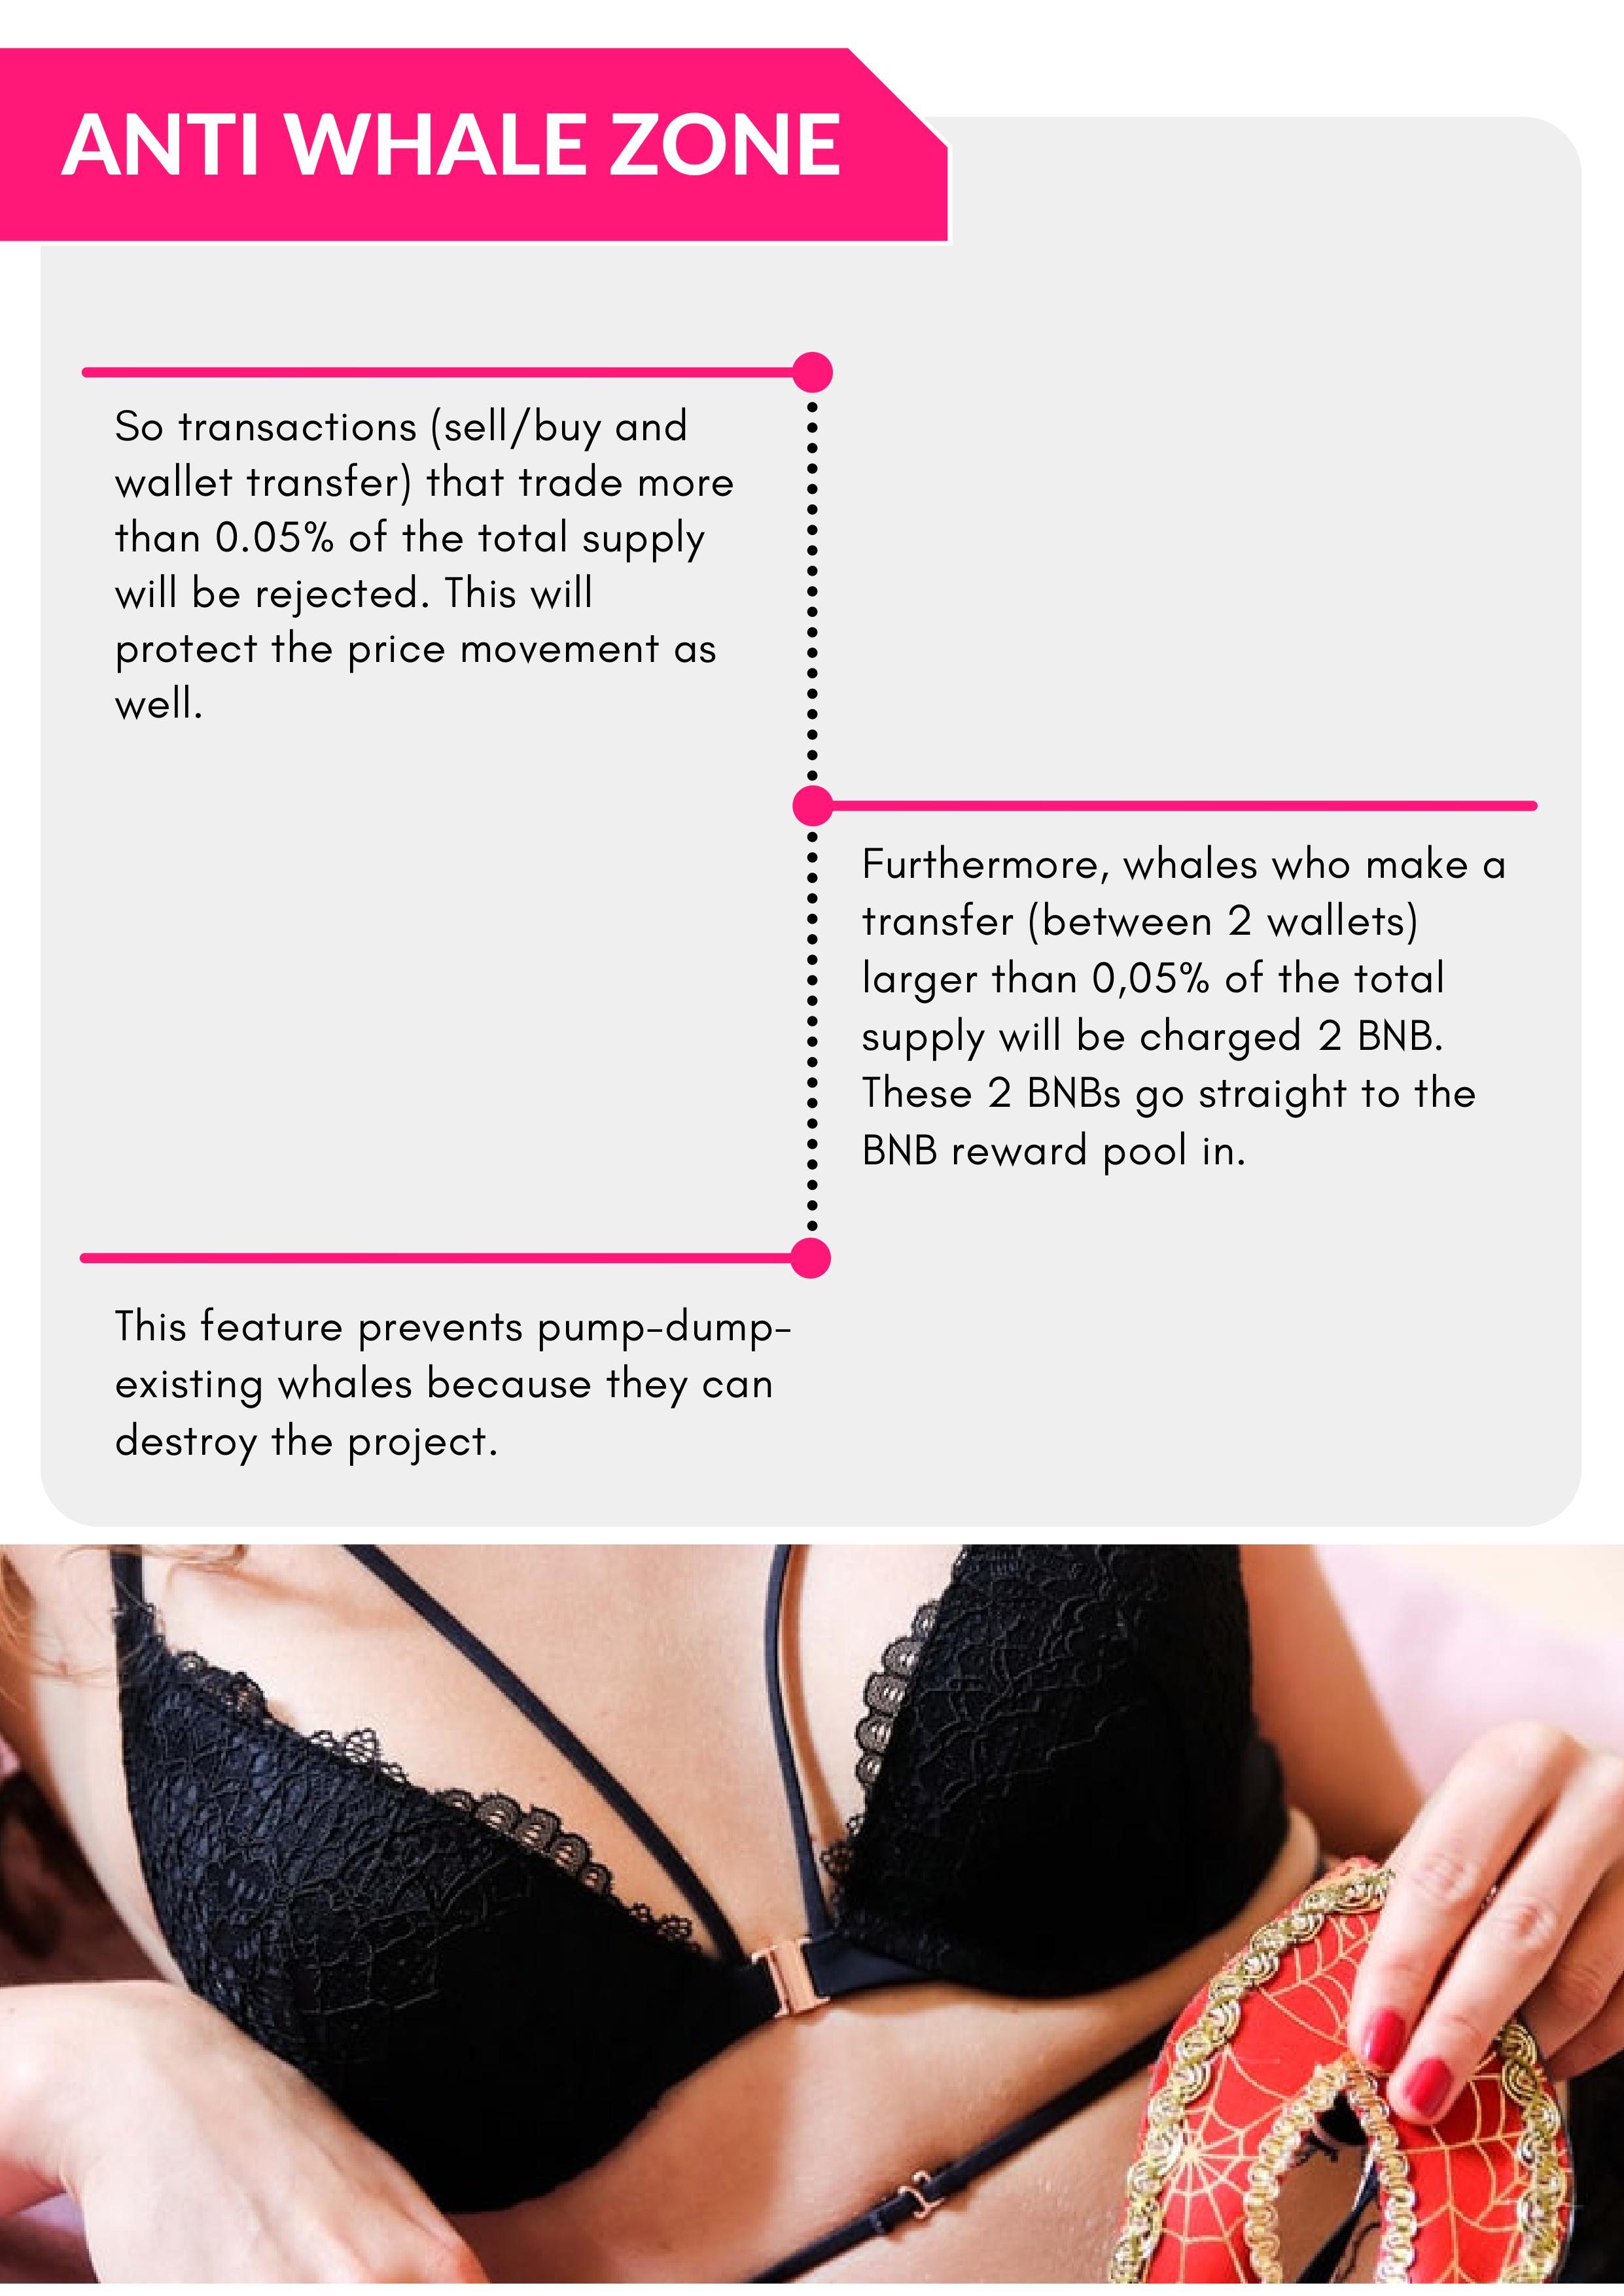 ANTI WHALE ZONE
So transactions (sell/buy and
wallet transfer) that trade more
than 0.05% of the total supply
will be rejected. This will
protect the price movement as
well.
Furthermore, whales who make a
transfer (between 2 wallets)
larger than 0,05% of the total
supply will be charged 2 BNB.
These 2 BNBs go straight to the
BNB reward pool in.
This feature prevents pump-dump-
existing whales because they can
destroy the project.